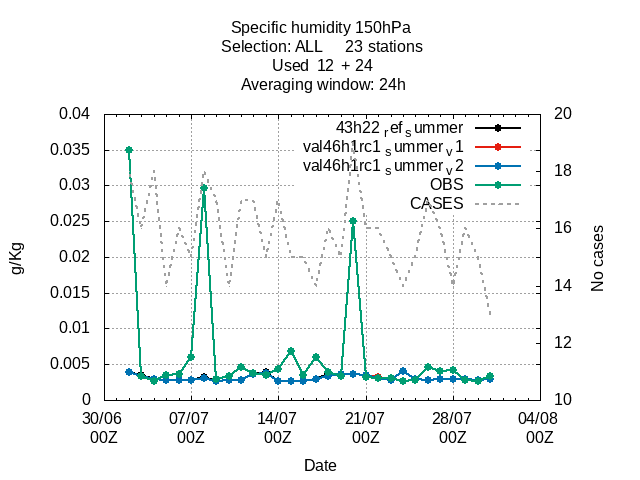 Specific humidity 150hPa
Selection: ALL     23 stations
Used  12  + 24
Averaging window: 24h
43h22 ref summer
val46h1rc1 summer v1
val46h1rc1 summer v2
OBS
CASES
0.04
0.035
0.03
0.025
0.02
0.015
0.01
0.005
0
g/Kg
20
18
16
14
12
10
No cases
30/06 07/07 14/07 21/07 28/07 04/08
00Z 00Z 00Z 00Z 00Z 00Z
Date